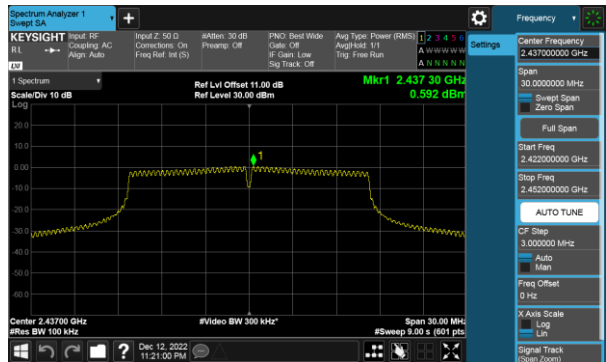 Spectrum Analyzer 1
Swept SA
Frequency
KEYSIGHT
RL
Input: RF
Coupling: AC
Align: Auto
Input Z: 50 Ω
Corrections: On
Freq Ref: Int (S)
#Atten: 30 dB
Preamp: Off
PNO: Best Wide
Gate: Off
IF Gain: Low
Sig Track: Off
Avg Type: Power (RMS)
Avg|Hold: 1/1
Trig: Free Run
1 2 3 4 5 6
A W W W W W
A N N N N N
LXI
1 Spectrum
Scale/Div 10 dB
Log
Ref Lvl Offset 11.00 dB
Ref Level 30.00 dBm
Mkr1 2.437 30 GHz
0.592 dBm
20.0
10.0
0.00
-10.0
-20.0
-30.0
-40.0
-50.0
-60.0
1
Center 2.43700 GHz
#Res BW 100 kHz
#Video BW 300 kHz*
Span 30.00 MHz
#Sweep 9.00 s (601 pts)
Dec 12, 2022
11:21:00 PM
Settings
Center Frequency
2.437000000 GHz
Span
30.0000000 MHz
Swept Span
Zero Span
Full Span
Start Freq
2.422000000 GHz
Stop Freq
2.452000000 GHz
AUTO TUNE
CF Step
3.000000 MHz
Auto
Man
Freq Offset
0 Hz
X Axis Scale
Log
Lin
Signal Track
(Span Zoom)